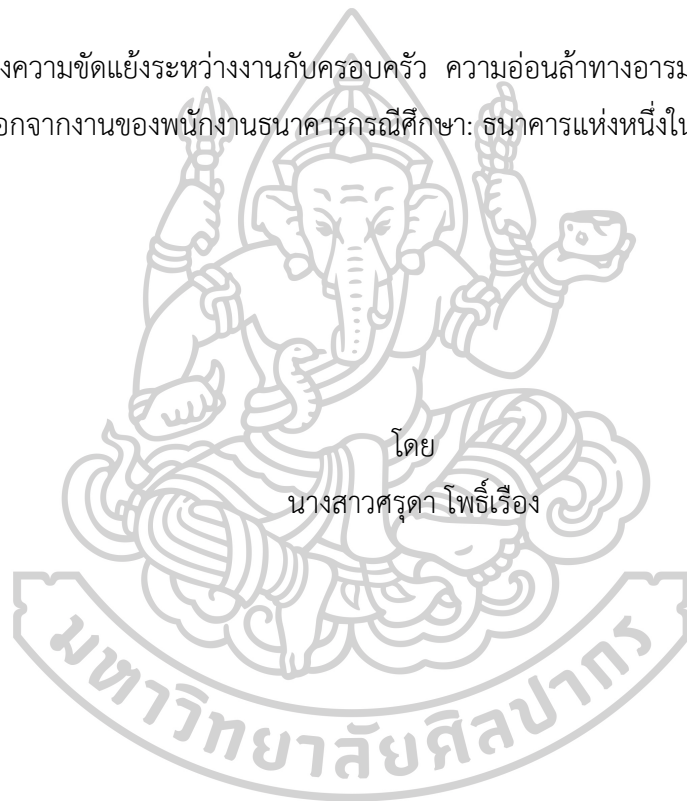 งความขัดแย้งระหว่างงานกับครอบครัว ความอ่อนล้าทางอารม
อกจากงานของพนักงานธนาคารกรณีศึกษา: ธนาคารแห่งหนึ่งใน
โดย
นางสาวศรุดา โพธิ์เรือง
มหาวิทยาลัยศิลปากร